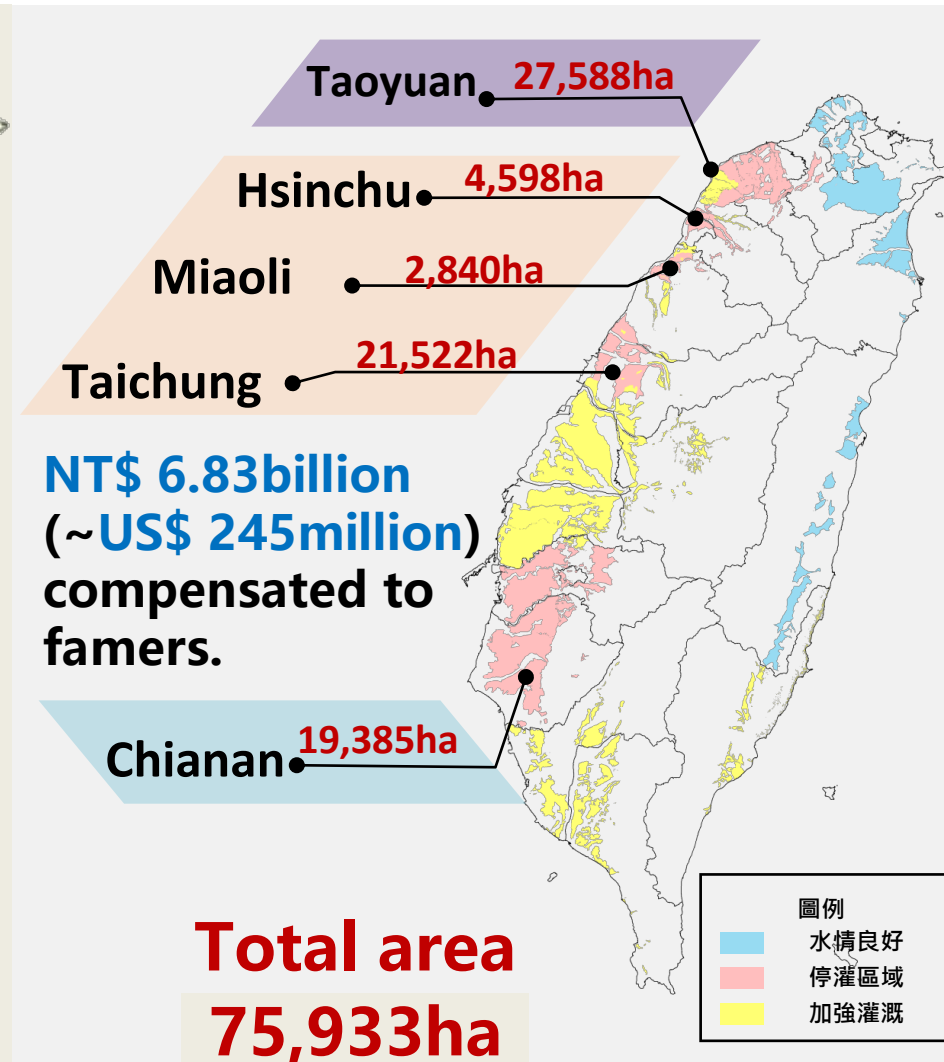 Taoyuan 27,588ha
Hsinchu 4,598ha
Miaoli 2,840ha
Taichung 21,522ha
NT$ 6.83billion
(~US$ 245million)
compensated to
famers.
Chianan 19,385ha
Total area
75,933ha
圖例
水情良好
停灌區域
加強灌溉